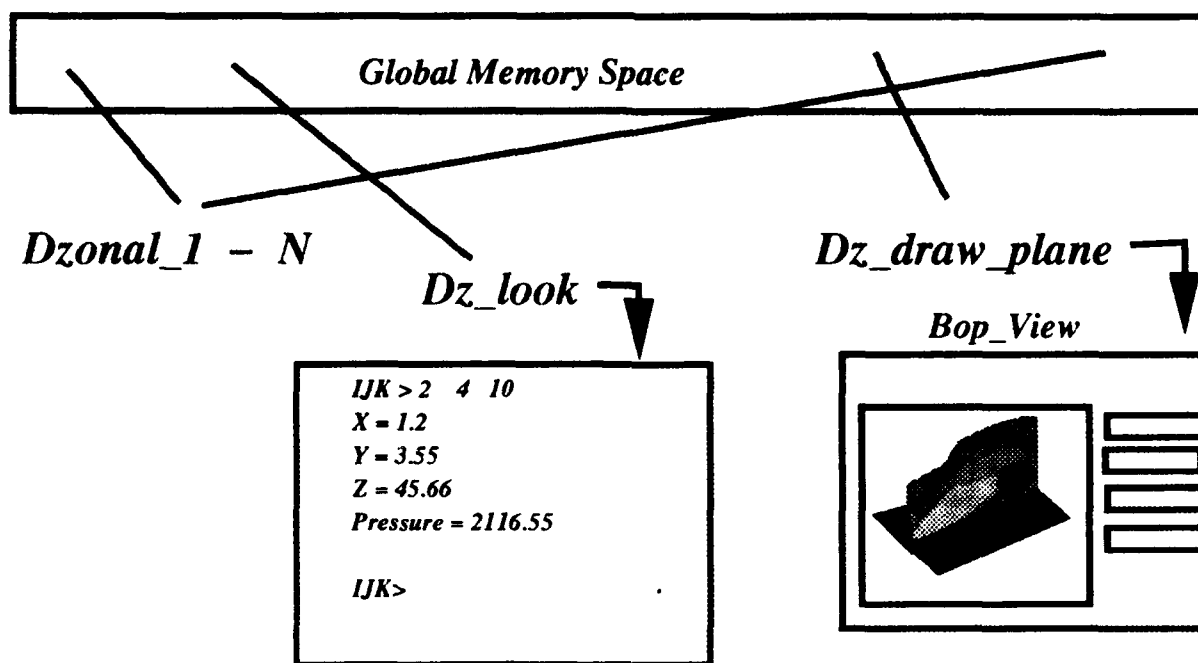 Global Memory Space
Dzonal_1 – N
Dz_look
Dz_draw_plane
Bop_View
IJK > 2 4 10
X = 1.2
Y = 3.55
Z = 45.66
Pressure = 2116.55
IJK>